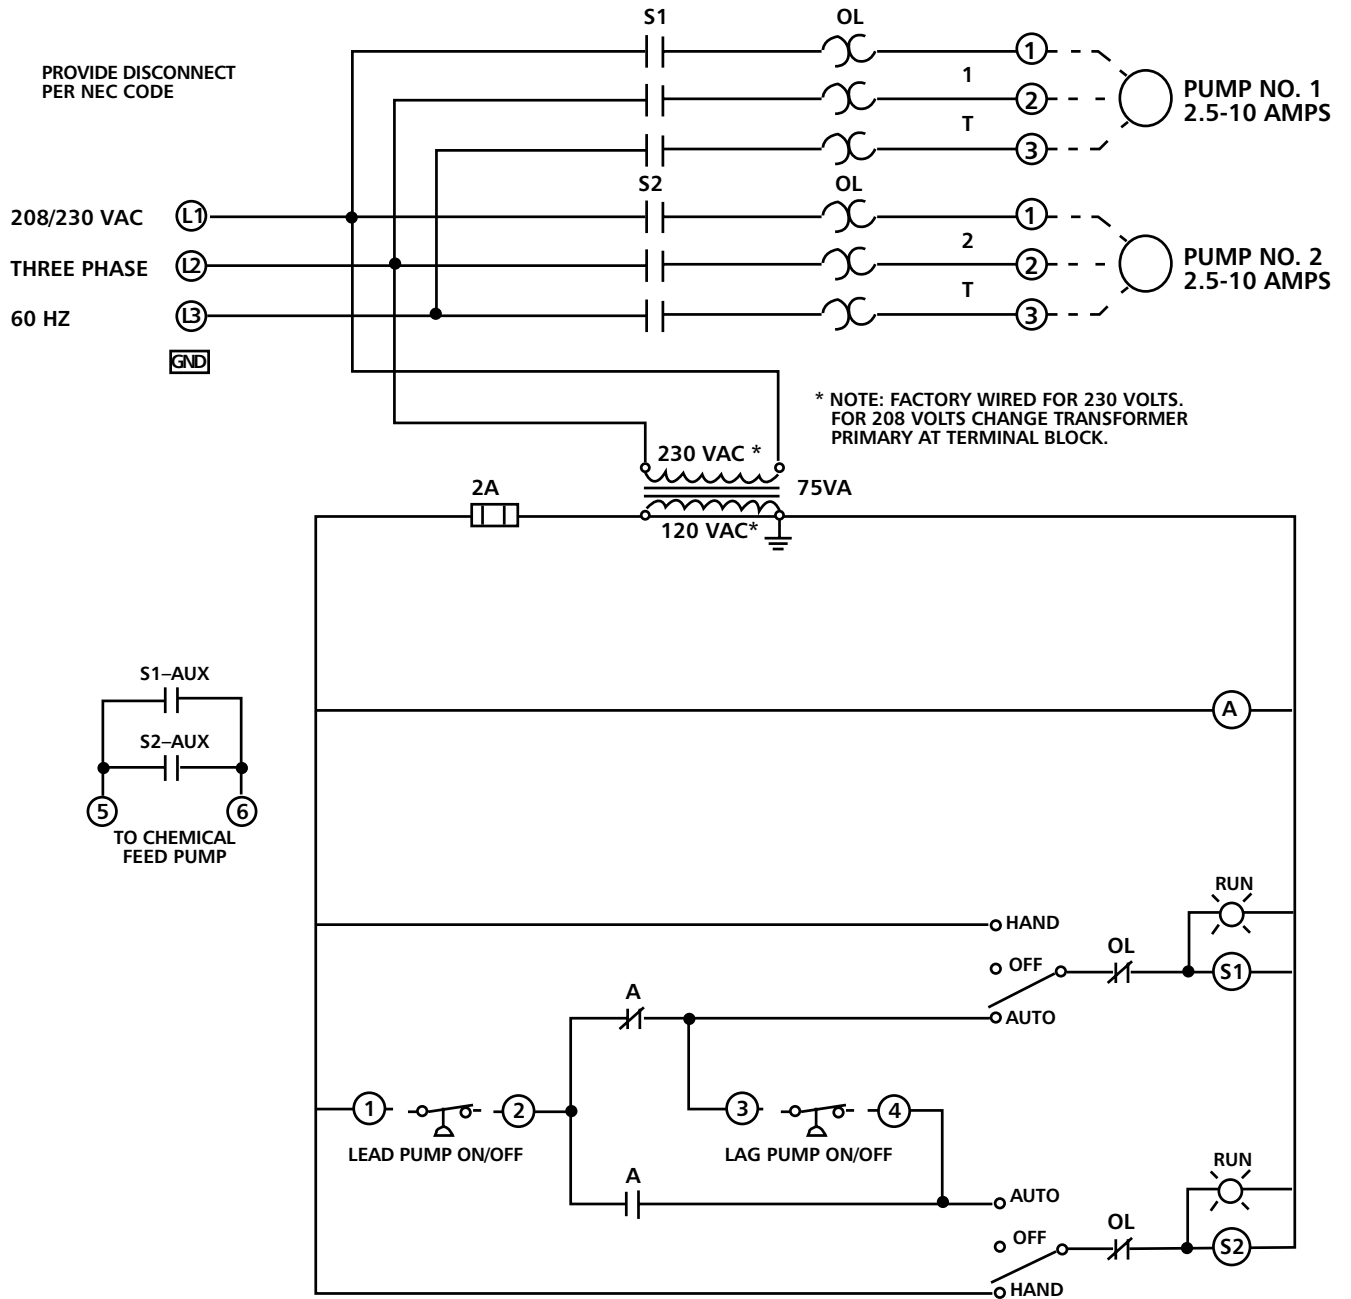 S1
OL
PROVIDE DISCONNECT
PER NEC CODE
1
1
2
T
3
PUMP NO. 1
2.5-10 AMPS
S2
OL
208/230 VAC
L1
THREE PHASE
L2
60 HZ
L3
GND
1
2
2
T
3
PUMP NO. 2
2.5-10 AMPS
* NOTE: FACTORY WIRED FOR 230 VOLTS.
FOR 208 VOLTS CHANGE TRANSFORMER
PRIMARY AT TERMINAL BLOCK.
230 VAC *
2A
75VA
120 VAC*
S1–AUX
S2–AUX
5
6
TO CHEMICAL
FEED PUMP
A
RUN
HAND
OFF
OL
S1
A
AUTO
1
2
3
4
LEAD PUMP ON/OFF
LAG PUMP ON/OFF
A
AUTO
RUN
OFF
OL
S2
HAND